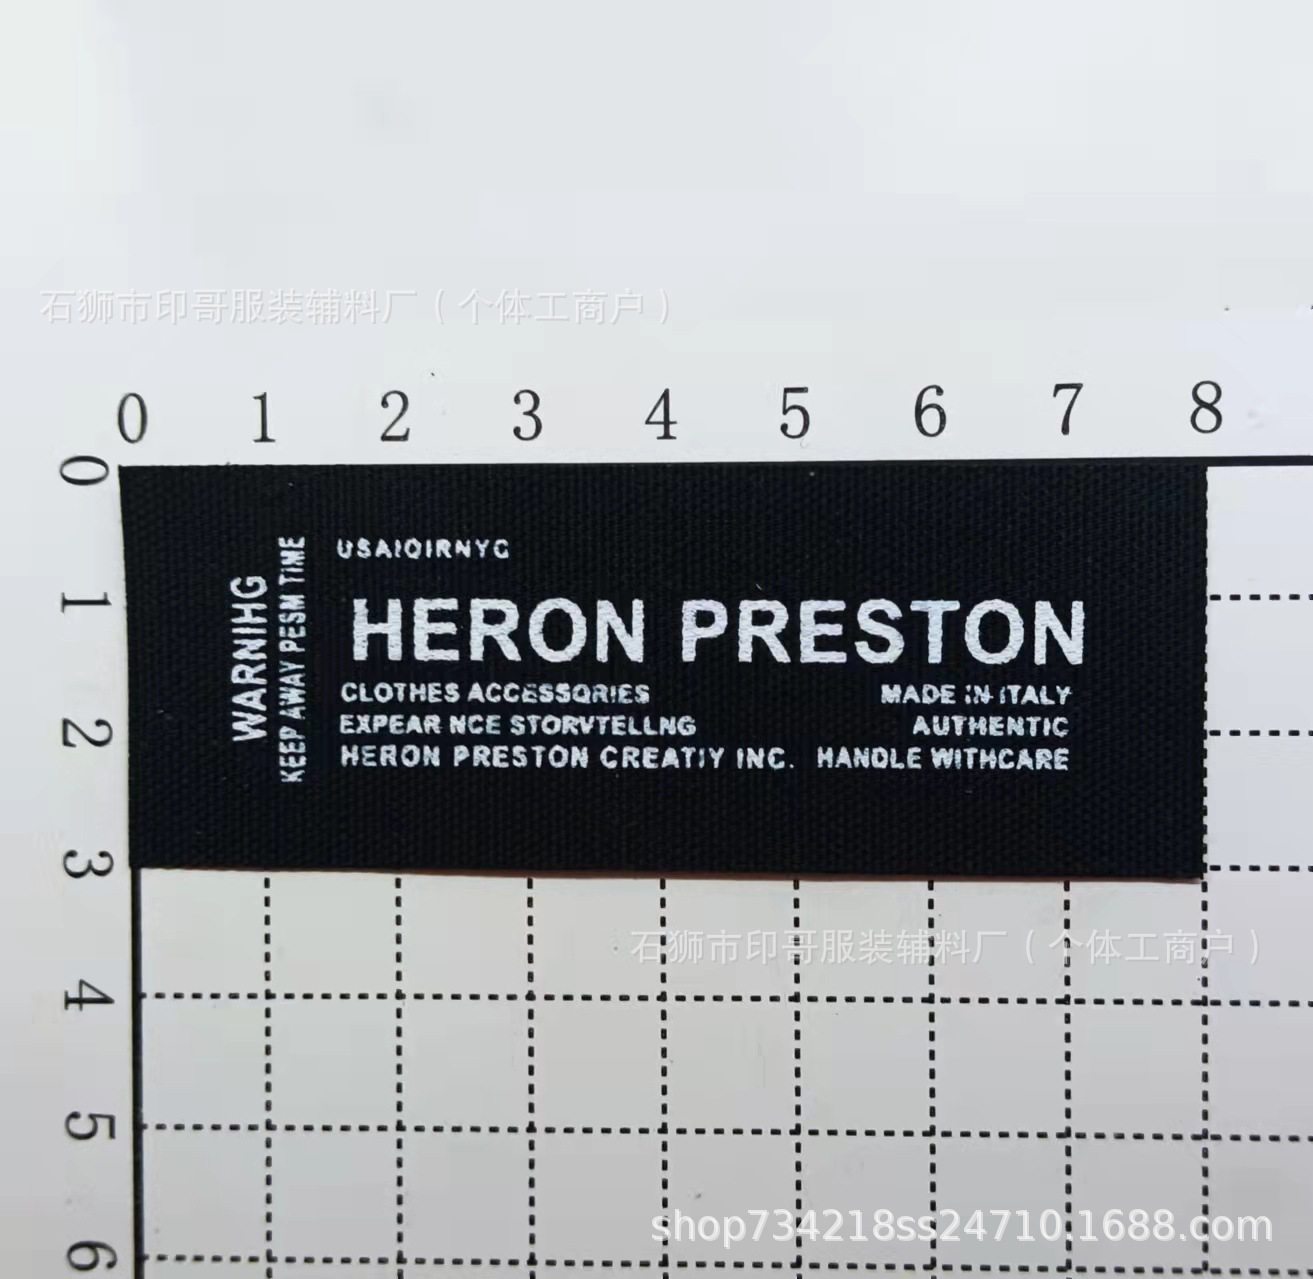 石狮市印哥服装辅料厂（个体工商户）
0 1 2 3 4 5 6 7 8
0
1
2
3
4
5
6
WARNIHG
KEEP AWAY PESM TIME
USAIOIRNYC
HERON PRESTON
CLOTHES ACCESSORIES
MADE IN ITALY
EXPEAR NCE STORVTELLNG
AUTHENTIC
HERON PRESTON CREATIY INC.
HANDLE WITHCARE
石狮市印哥服装辅料厂（个体工商户）
shop734218ss24710.1688.com